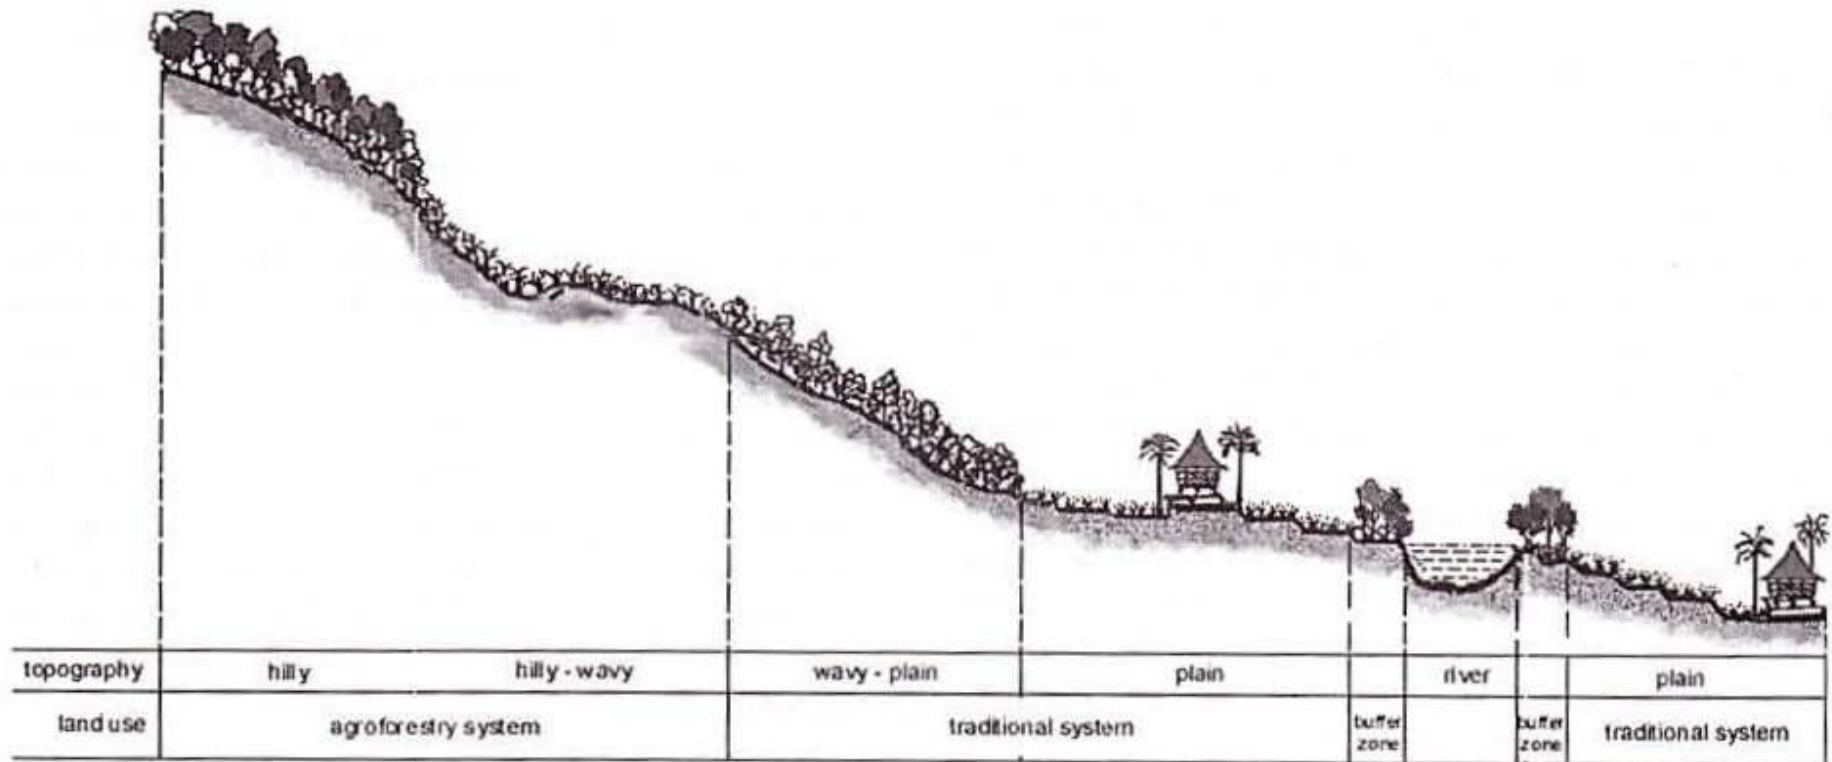 topography hilly hilly - wavy wavy - plain plain river plain
land use agroforestry system traditional system buffer zone buffer zone traditional system